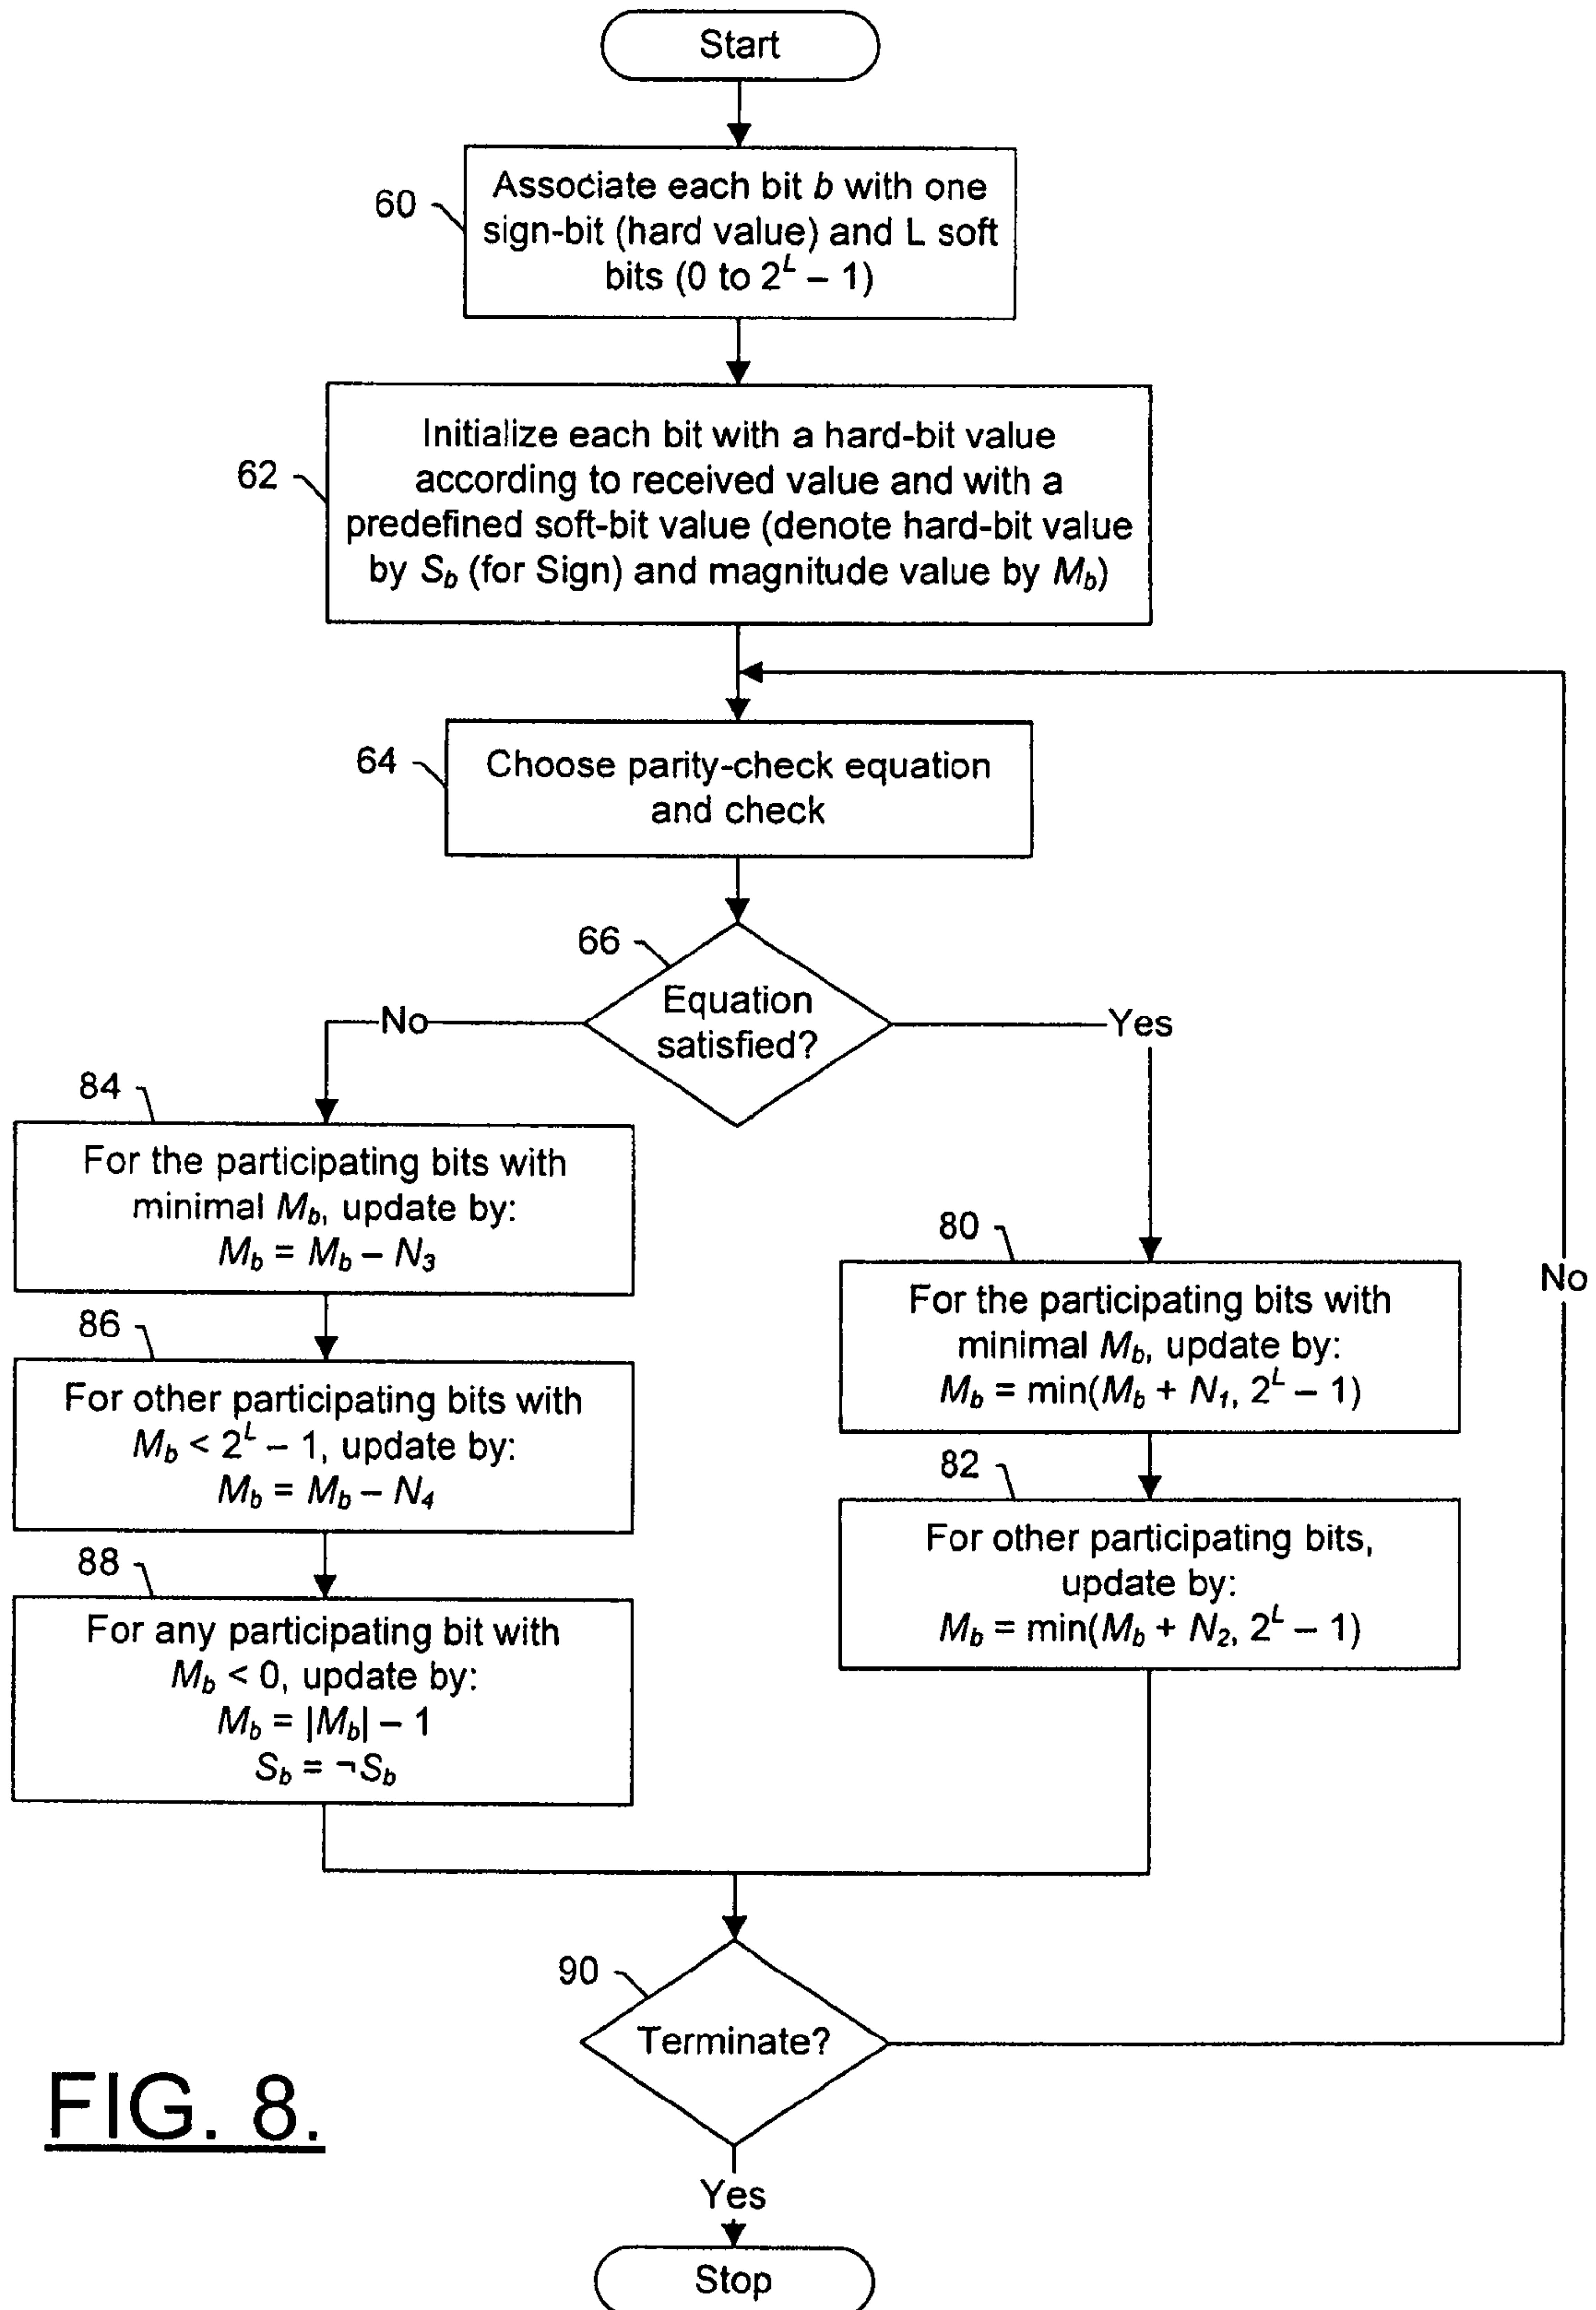 Start
60
Associate each bit b with one
sign-bit (hard value) and L soft
bits (0 to 2^L – 1)
62
Initialize each bit with a hard-bit value
according to received value and with a
predefined soft-bit value (denote hard-bit value
by S_b (for Sign) and magnitude value by M_b)
64
Choose parity-check equation
and check
66
Equation
satisfied?
No
Yes
84
For the participating bits with
minimal M_b, update by:
M_b = M_b – N_3
86
For other participating bits with
M_b < 2^L – 1, update by:
M_b = M_b – N_4
88
For any participating bit with
M_b < 0, update by:
M_b = |M_b| – 1
S_b = ¬S_b
80
For the participating bits with
minimal M_b, update by:
M_b = min(M_b + N_1, 2^L – 1)
82
For other participating bits,
update by:
M_b = min(M_b + N_2, 2^L – 1)
No
90
Terminate?
Yes
Stop
FIG. 8.